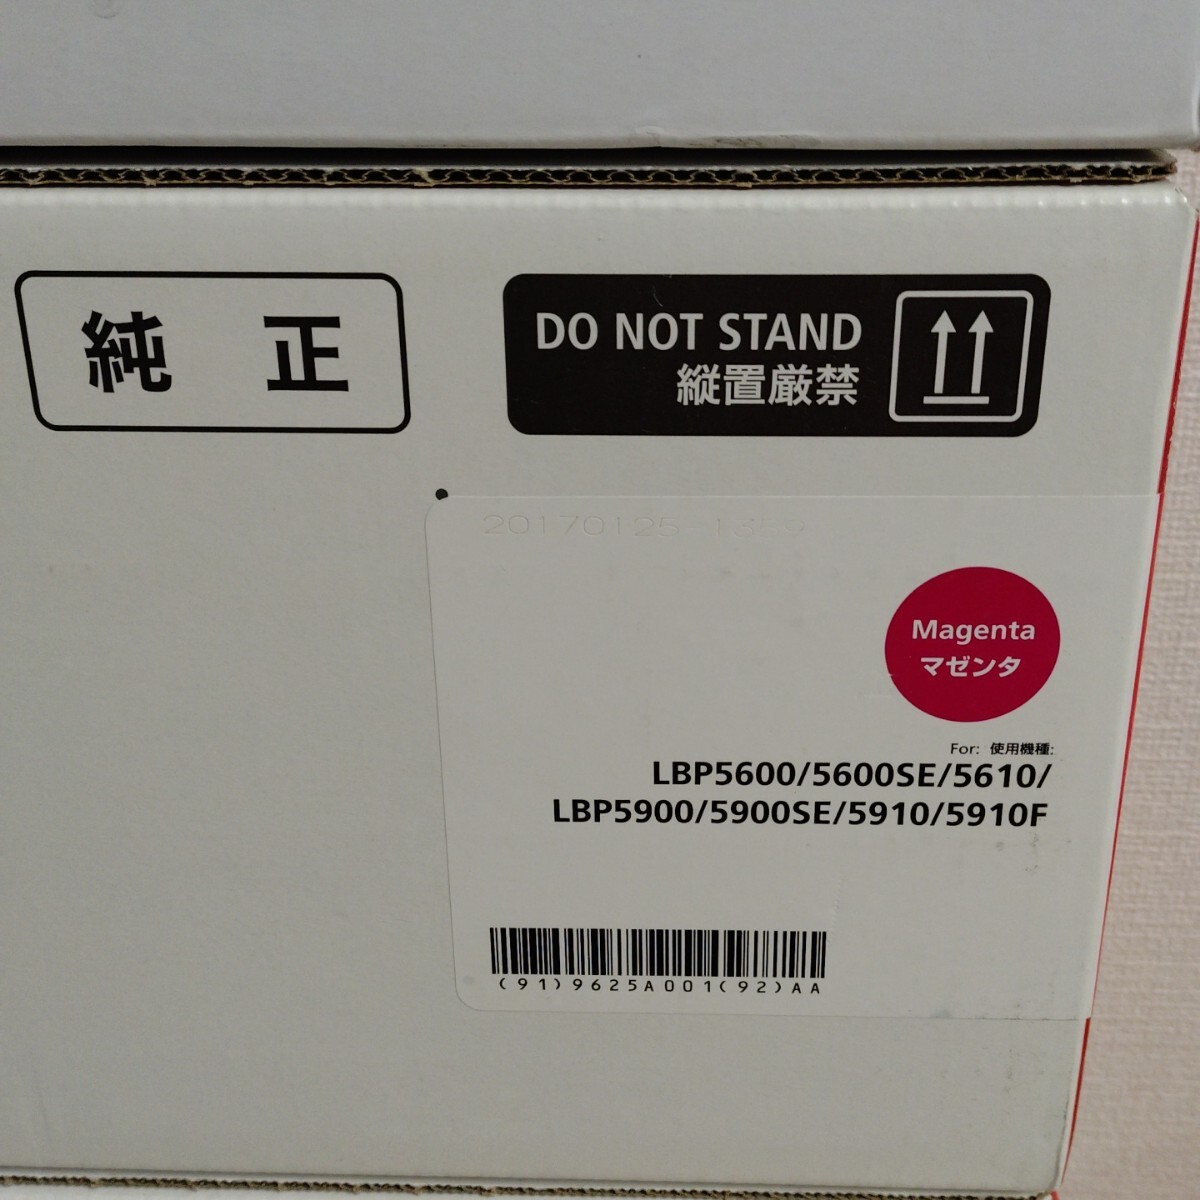 純 正
DO NOT STAND
縦置厳禁
20170125-1359
Magenta
マゼンタ
For: 使用機種:
LBP5600/5600SE/5610/
LBP5900/5900SE/5910/5910F
(91)9625A001(92)AA